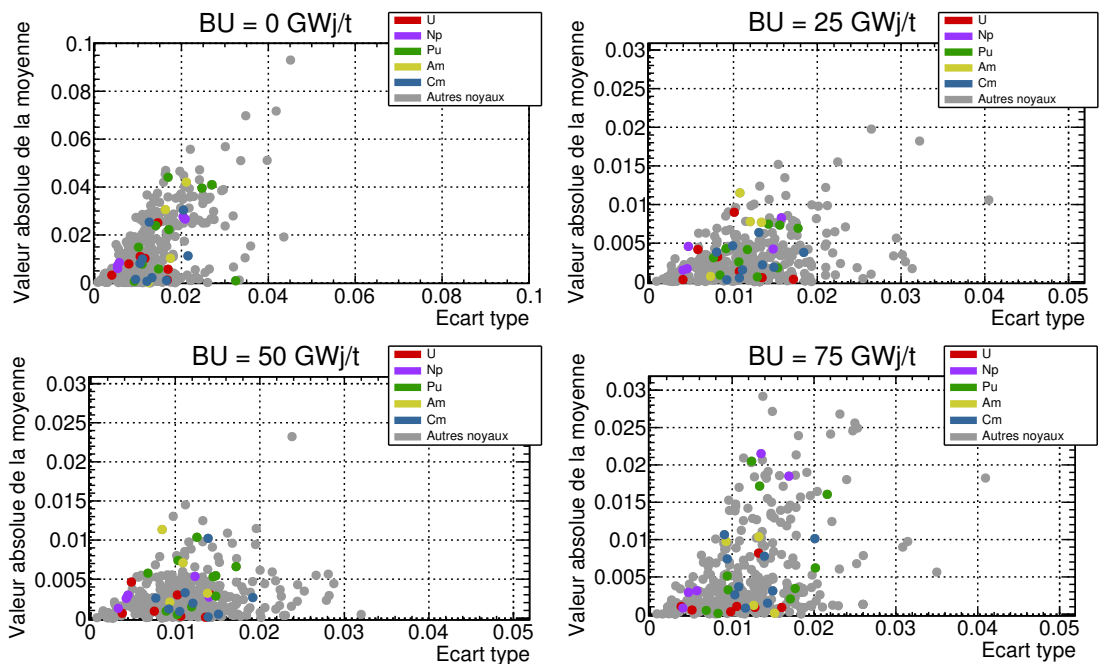 BU = 0 GWj/t
U
Np
Pu
Am
Cm
Autres noyaux
Valeur absolue de la moyenne
0.1
0.08
0.06
0.04
0.02
0
0 0.02 0.04 0.06 0.08 0.1
Ecart type
BU = 25 GWj/t
U
Np
Pu
Am
Cm
Autres noyaux
Valeur absolue de la moyenne
0.03
0.025
0.02
0.015
0.01
0.005
0
0 0.01 0.02 0.03 0.04 0.05
Ecart type
BU = 50 GWj/t
U
Np
Pu
Am
Cm
Autres noyaux
Valeur absolue de la moyenne
0.03
0.025
0.02
0.015
0.01
0.005
0
0 0.01 0.02 0.03 0.04 0.05
Ecart type
BU = 75 GWj/t
U
Np
Pu
Am
Cm
Autres noyaux
Valeur absolue de la moyenne
0.03
0.025
0.02
0.015
0.01
0.005
0
0 0.01 0.02 0.03 0.04 0.05
Ecart type